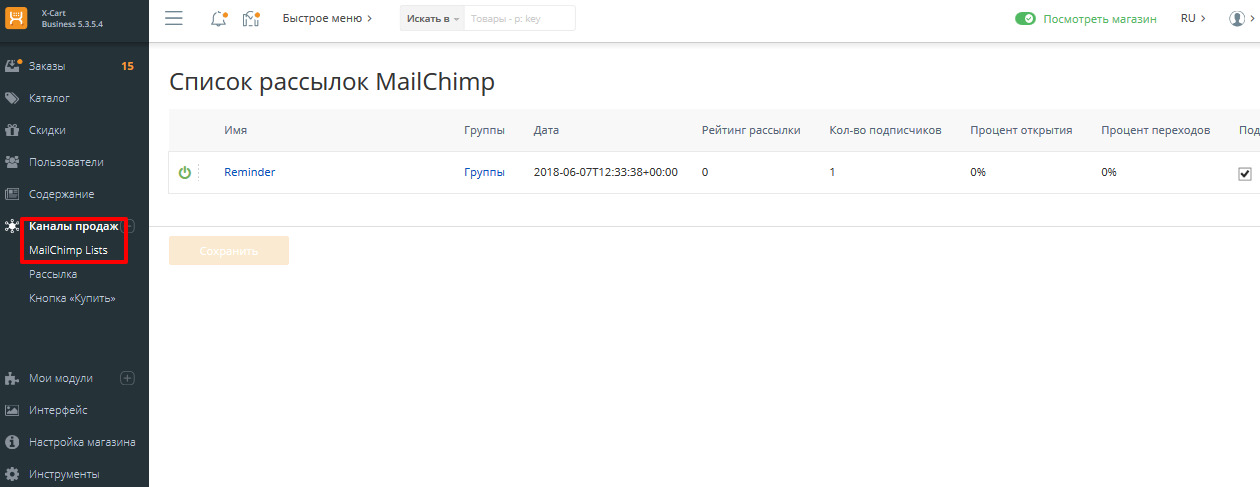 X-Cart
Business 5.3.5.4
Быстрое меню
Искать в
Товары - р: key
Посмотреть магазин
RU
Заказы 15
Каталог
Скидки
Пользователи
Содержание
Каналы продаж
MailChimp Lists
Рассылка
Кнопка «Купить»
Мои модули
Интерфейс
Настройка магазина
Инструменты
Список рассылок MailChimp
Имя Группы Дата Рейтинг рассылки Кол-во подписчиков Процент открытия Процент переходов Под
Reminder Группы 2018-06-07T12:33:38+00:00 0 1 0% 0%
Сохранить